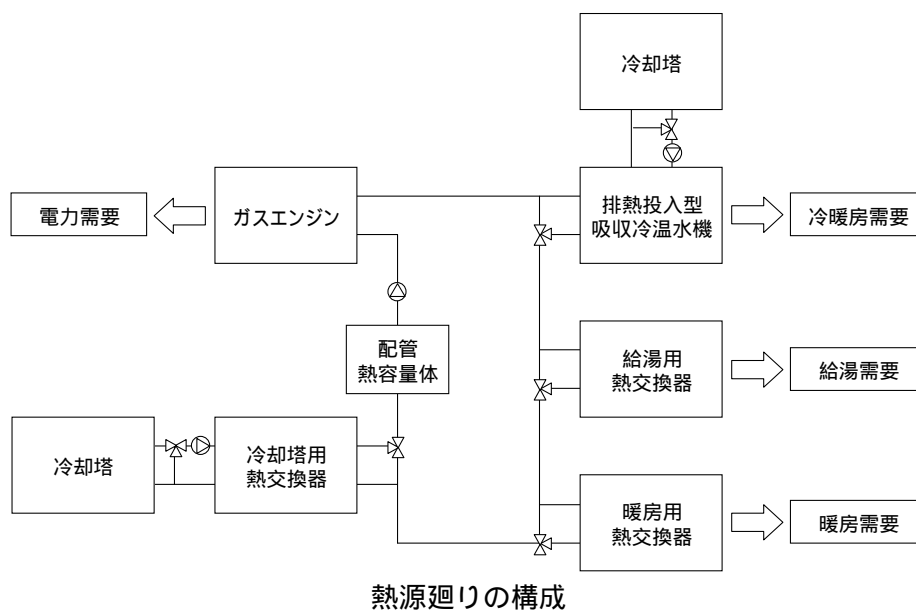 冷却塔
電力需要
ガスエンジン
排熱投入型
吸収冷温水機
冷暖房需要
配管
熱容量体
給湯用
熱交換器
給湯需要
冷却塔
冷却塔用
熱交換器
暖房用
熱交換器
暖房需要
熱源廻りの構成